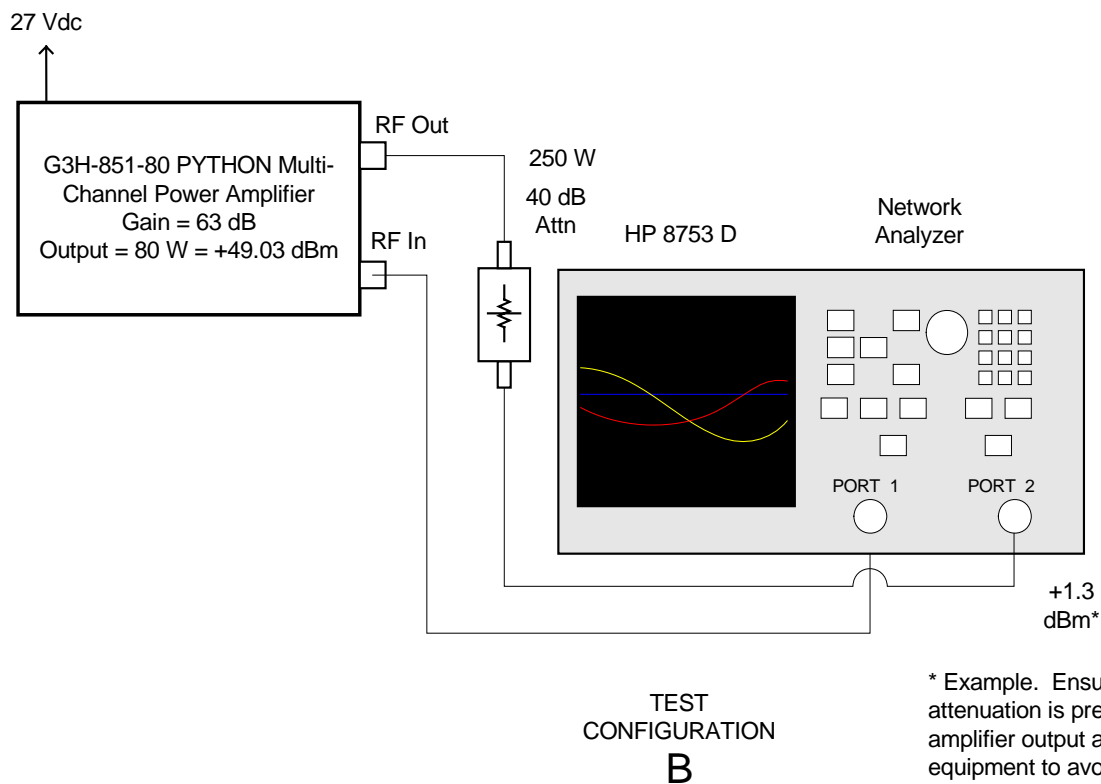 27 Vdc
G3H-851-80 PYTHON Multi-
Channel Power Amplifier
Gain = 63 dB
Output = 80 W = +49.03 dBm
RF Out
RF In
250 W
40 dB
Attn
HP 8753 D
Network
Analyzer
PORT 1
PORT 2
+1.3
dBm*
* Example. Ensu
attenuation is pre
amplifier output a
equipment to avo
TEST
CONFIGURATION
B